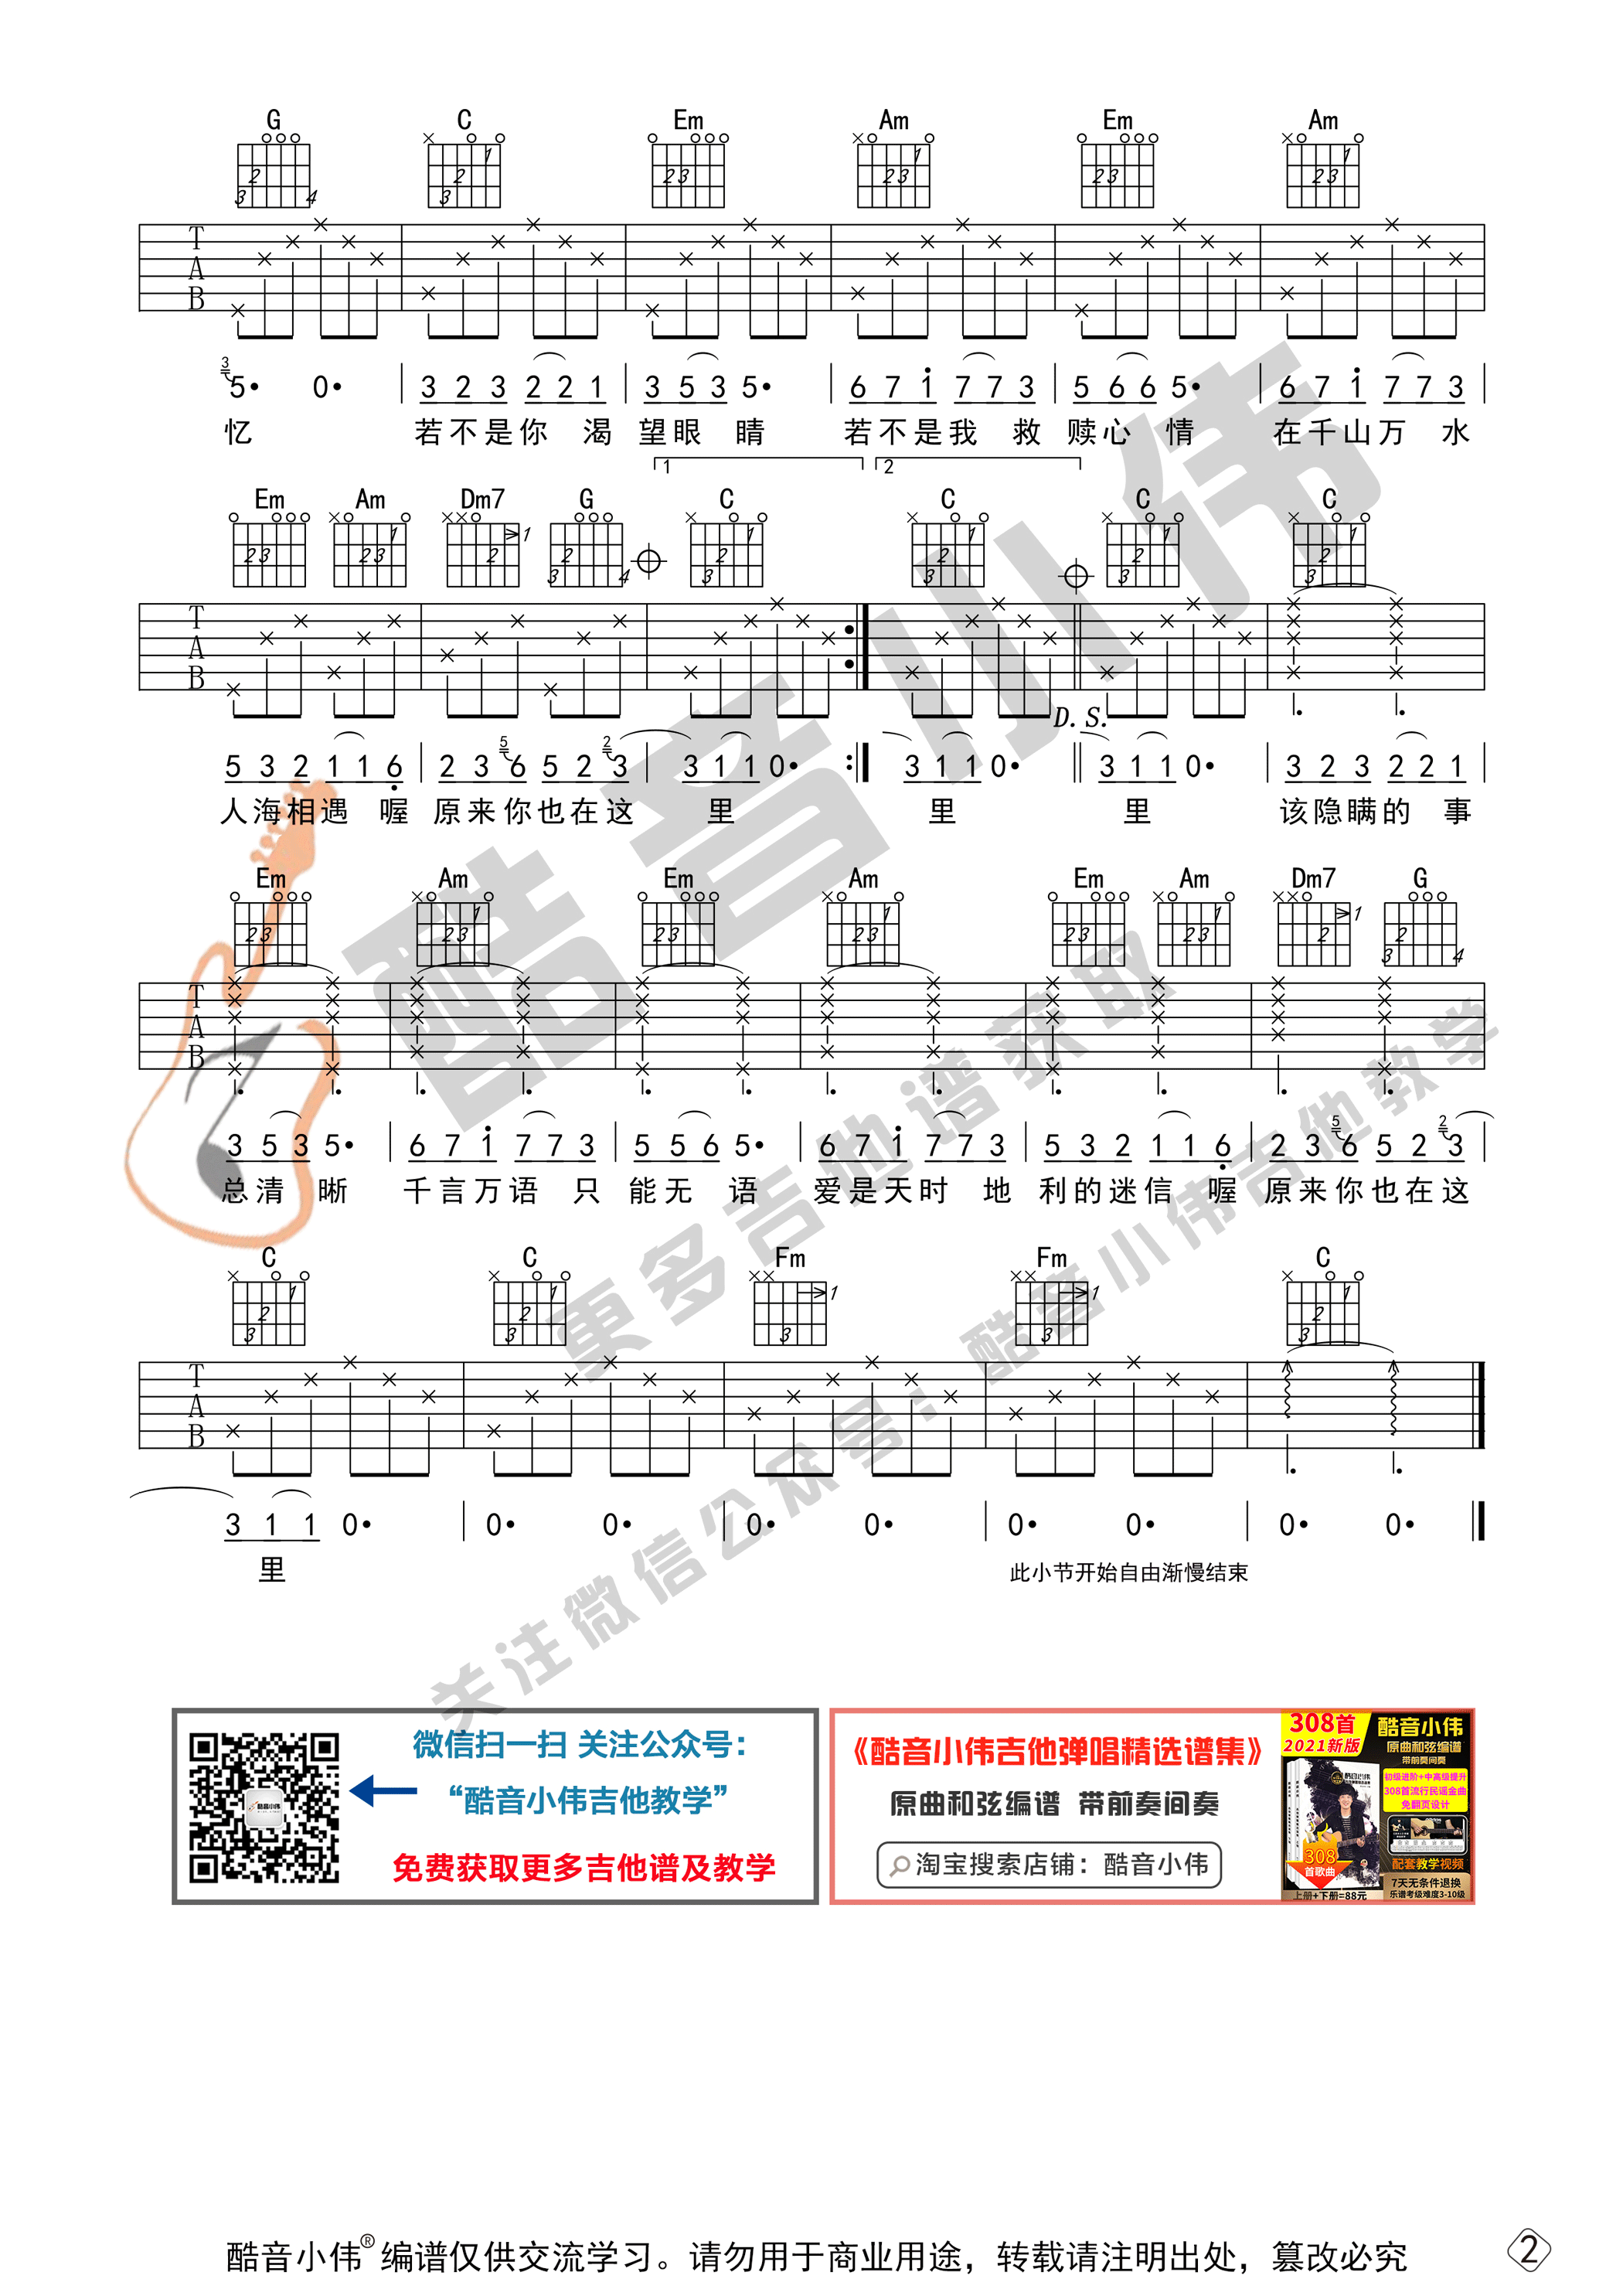 G C Em Am Em Am
T A B
3 5· 0· | 3 2 3 2 2 1 | 3 5 3 5· | 6 7 i 7 7 3 | 5 6 6 5· | 6 7 i 7 7 3 |
忆 若不是你 渴 望眼 睛 若不是我 救 赎心 情 在千山万 水
1 2
Em Am Dm7 G C C C C
T A B
D. S.
5 3 2 1 1 6 | 2 3 5 6 5 2 2 3 | 3 1 1 0· :‖ 3 1 1 0· ‖ 3 1 1 0· | 3 2 3 2 2 1 |
人海相遇 喔 原来你也在这 里 里 里 该隐瞒的 事
Em Am Em Am Em Am Dm7 G
T A B
3 5 3 5· | 6 7 i 7 7 3 | 5 5 6 5· | 6 7 i 7 7 3 | 5 3 2 1 1 6 | 2 3 5 6 5 2 2 3 |
总清 晰 千言万语 只 能无 语 爱是天时 地 利的迷信 喔 原来你也在这
C C Fm Fm C
T A B
3 1 1 0· | 0· 0· | 0· 0· | 0· 0· | 0· 0· ‖
里
此小节开始自由渐慢结束
酷音小伟
更多吉他谱获取
关注微信公众号：酷音小伟吉他教学
微信扫一扫 关注公众号：
“酷音小伟吉他教学”
免费获取更多吉他谱及教学
酷音小伟
《酷音小伟吉他弹唱精选谱集》
原曲和弦编谱 带前奏间奏
淘宝搜索店铺：酷音小伟
308首
2021新版
酷音小伟
原曲和弦编谱
带前奏间奏
初级进阶+中高级提升
308首流行民谣金曲
免翻页设计
308
首歌曲
配套教学视频
上册+下册=88元
7天无条件退换
乐谱考级难度3-10级
酷音小伟® 编谱仅供交流学习。请勿用于商业用途，转载请注明出处，篡改必究
2